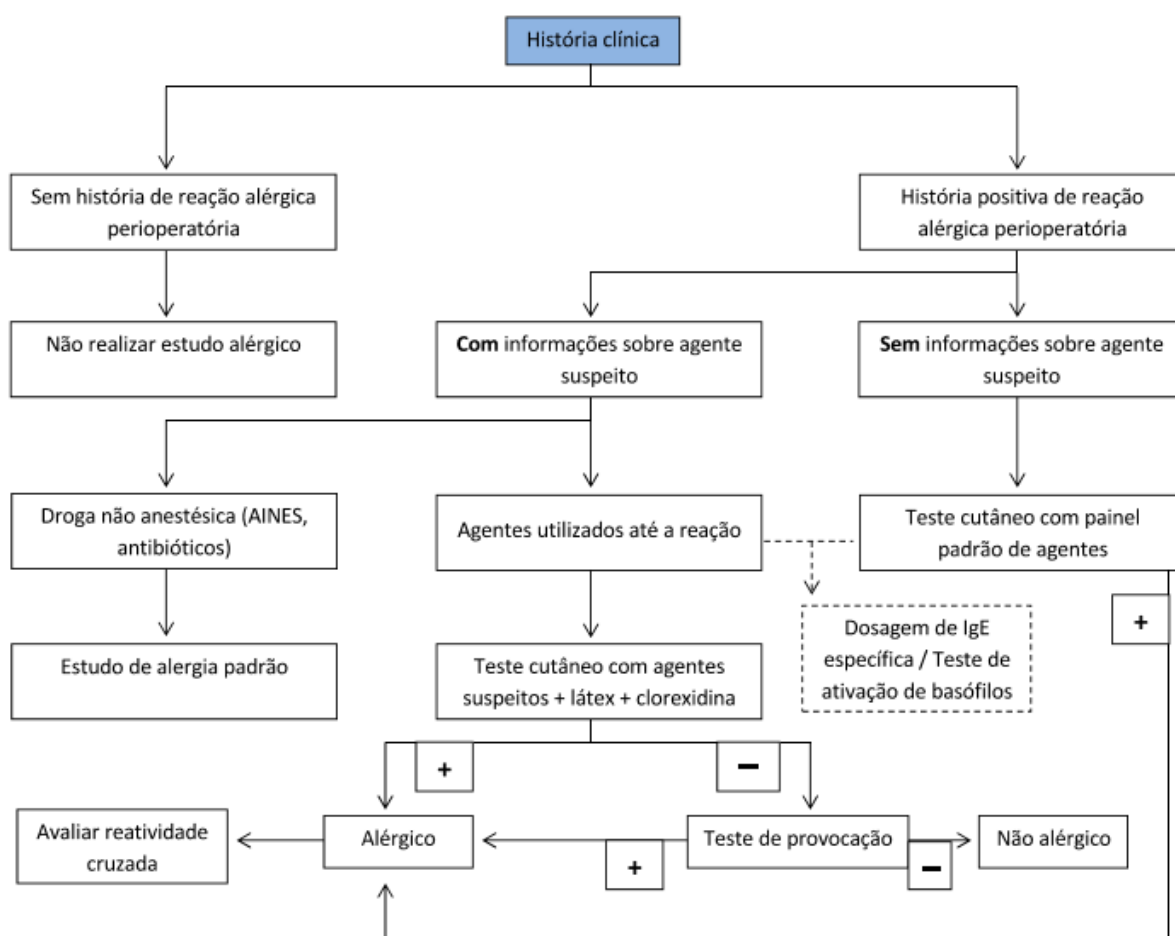 História clínica
Sem história de reação alérgica
perioperatória
História positiva de reação
alérgica perioperatória
Não realizar estudo alérgico
Com informações sobre agente
suspeito
Sem informações sobre agente
suspeito
Droga não anestésica (AINES,
antibióticos)
Agentes utilizados até a reação
Teste cutâneo com painel
padrão de agentes
+
Dosagem de IgE
específica / Teste de
ativação de basófilos
Estudo de alergia padrão
Teste cutâneo com agentes
suspeitos + látex + clorexidina
+
−
Avaliar reatividade
cruzada
Alérgico
Teste de provocação
Não alérgico
+
−